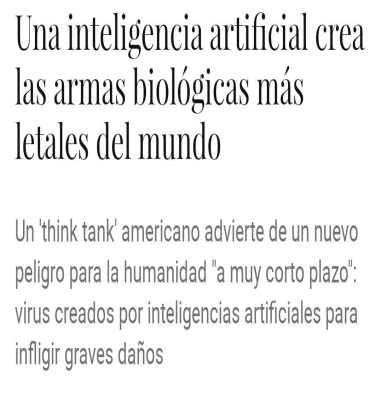 Una inteligencia artificial crea
las armas biológicas más
letales del mundo
Un 'think tank' americano advierte de un nuevo
peligro para la humanidad "a muy corto plazo":
virus creados por inteligencias artificiales para
infligir graves daños